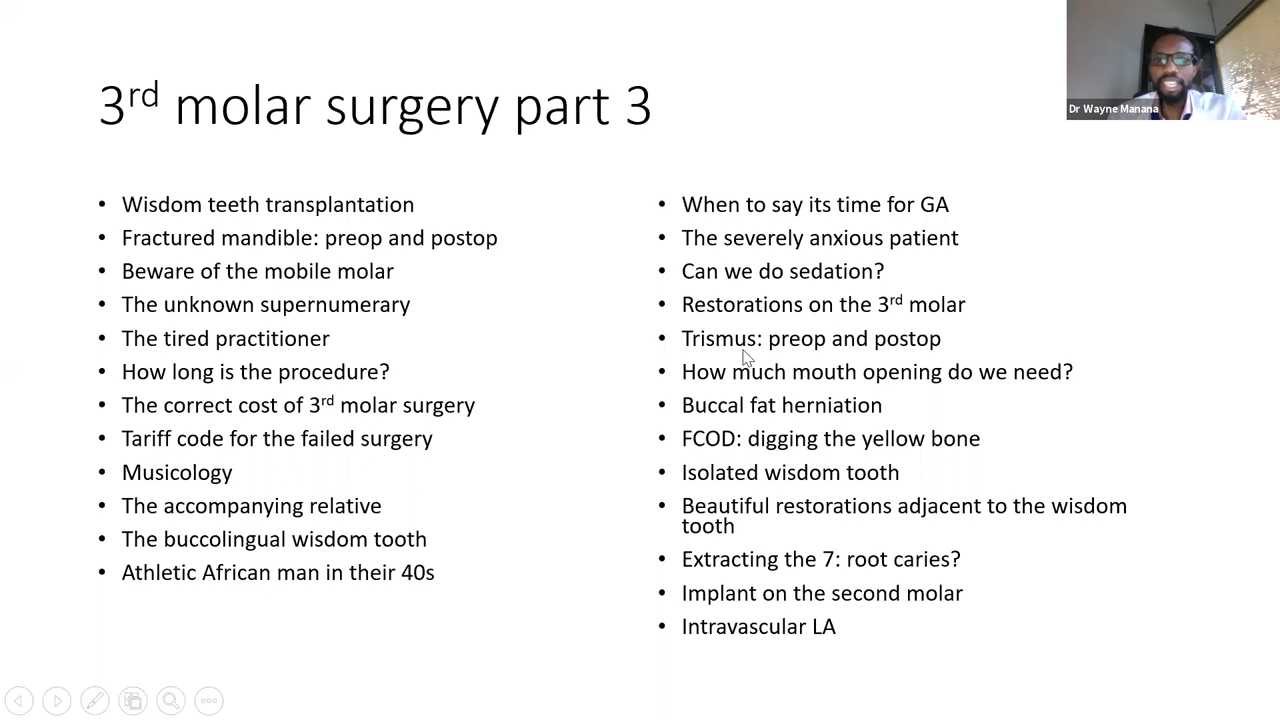 3rd molar surgery part 3
Dr Wayne Manana
• Wisdom teeth transplantation
• Fractured mandible: preop and postop
• Beware of the mobile molar
• The unknown supernumerary
• The tired practitioner
• How long is the procedure?
• The correct cost of 3rd molar surgery
• Tariff code for the failed surgery
• Musicology
• The accompanying relative
• The buccolingual wisdom tooth
• Athletic African man in their 40s
• When to say its time for GA
• The severely anxious patient
• Can we do sedation?
• Restorations on the 3rd molar
• Trismus: preop and postop
• How much mouth opening do we need?
• Buccal fat herniation
• FCOD: digging the yellow bone
• Isolated wisdom tooth
• Beautiful restorations adjacent to the wisdom
tooth
• Extracting the 7: root caries?
• Implant on the second molar
• Intravascular LA